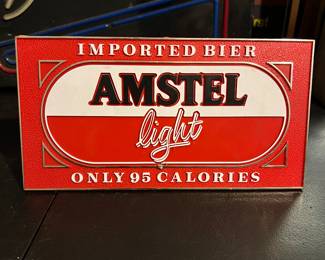 IMPORTED BIER
AMSTEL
light
ONLY 95 CALORIES